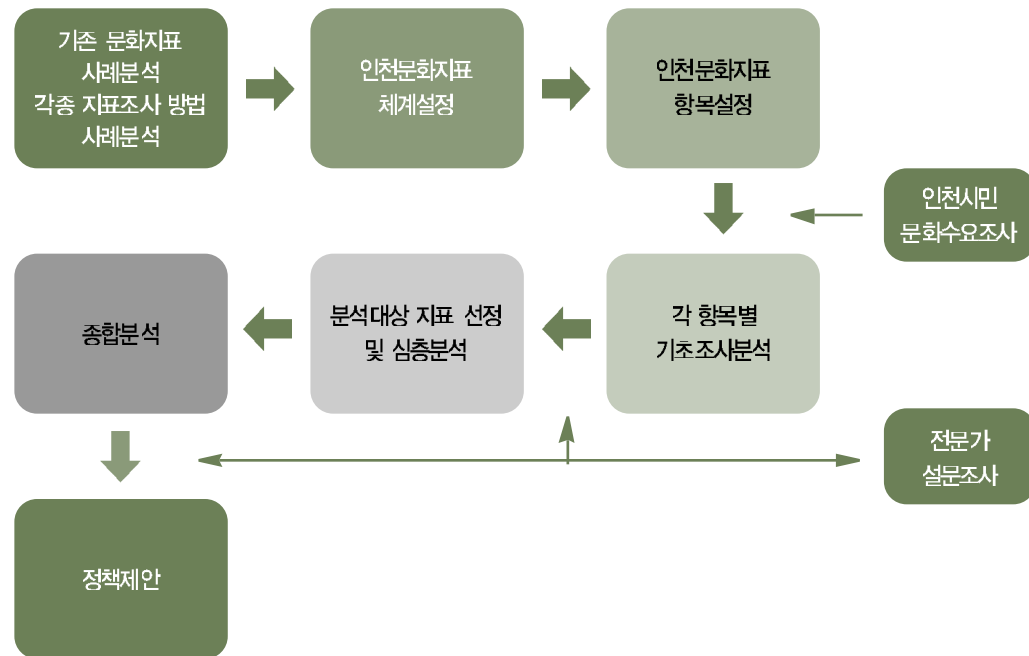 기존 문화지표
사례분석
각종 지표조사 방법
사례분석
인천문화지표
체계설정
인천문화지표
항목설정
인천시민
문화수요조사
각 항목별
기초조사분석
분석대상 지표 선정
및 심층분석
종합분석
전문가
설문조사
정책제안